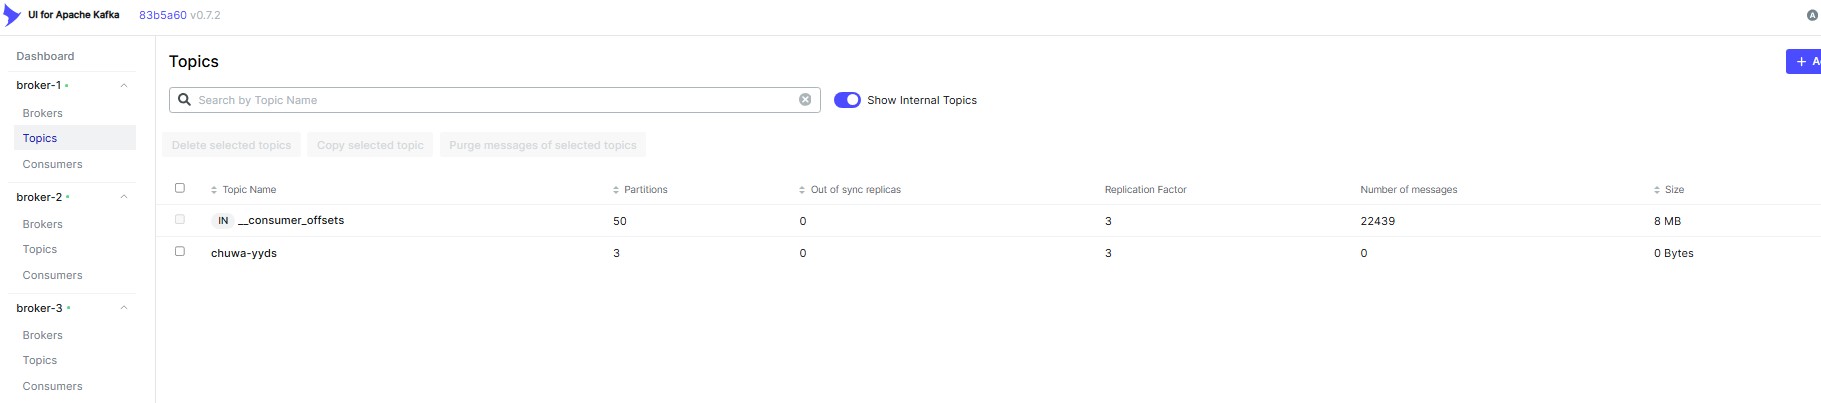 UI for Apache Kafka 83b5a60 v0.7.2 A
Dashboard
broker-1
Brokers
Topics
Consumers
broker-2
Brokers
Topics
Consumers
broker-3
Brokers
Topics
Consumers
Topics
+ A
Search by Topic Name
Show Internal Topics
Delete selected topics Copy selected topic Purge messages of selected topics
Topic Name Partitions Out of sync replicas Replication Factor Number of messages Size
IN __consumer_offsets 50 0 3 22439 8 MB
chuwa-yyds 3 0 3 0 0 Bytes